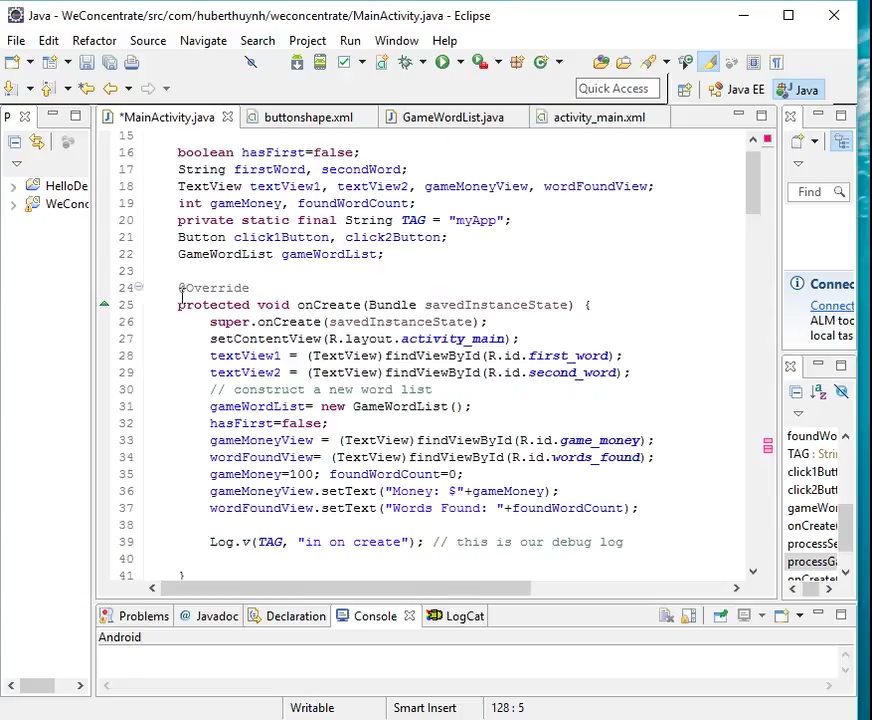 Java - WeConcentrate/src/com/huberthuynh/weconcentrate/MainActivity.java - Eclipse
File Edit Refactor Source Navigate Search Project Run Window Help
Quick Access Java EE Java
P *MainActivity.java buttonshape.xml GameWordList.java activity_main.xml
15
16 boolean hasFirst=false;
17 String firstWord, secondWord;
18 TextView textView1, textView2, gameMoneyView, wordFoundView;
19 int gameMoney, foundWordCount;
20 private static final String TAG = "myApp";
21 Button click1Button, click2Button;
22 GameWordList gameWordList;
23
24 @Override
25 protected void onCreate(Bundle savedInstanceState) {
26 super.onCreate(savedInstanceState);
27 setContentView(R.layout.activity_main);
28 textView1 = (TextView)findViewById(R.id.first_word);
29 textView2 = (TextView)findViewById(R.id.second_word);
30 // construct a new word list
31 gameWordList= new GameWordList();
32 hasFirst=false;
33 gameMoneyView = (TextView)findViewById(R.id.game_money);
34 wordFoundView= (TextView)findViewById(R.id.words_found);
35 gameMoney=100; foundWordCount=0;
36 gameMoneyView.setText("Money: $"+gameMoney);
37 wordFoundView.setText("Words Found: "+foundWordCount);
38
39 Log.v(TAG, "in on create"); // this is our debug log
40
41 }
HelloDe
WeConc
Find
Connec
Connect
ALM too
local tas
foundWo
TAG : Strin
click1Butt
click2Butt
gameWor
onCreate(
processSe
processGa
onCreate(
Problems @ Javadoc Declaration Console LogCat
Android
Writable Smart Insert 128 : 5